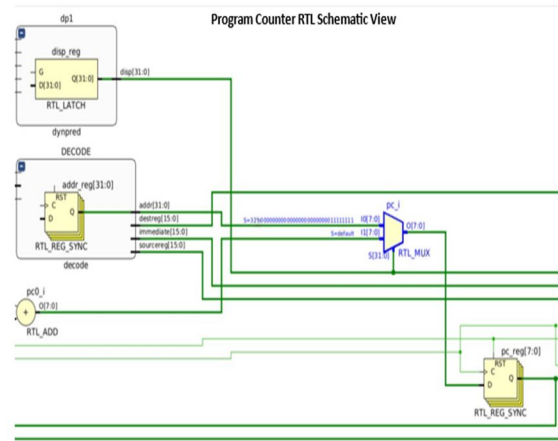 Program Counter RTL Schematic View
dp1
disp_reg
G
D[31:0]
Q[31:0]
RTL_LATCH
disp[31:0]
dynpred
DECODE
addr_reg[31:0]
RST
C
D
Q
RTL_REG_SYNC
addr[31:0]
destreg[15:0]
immediate[15:0]
sourcereg[15:0]
decode
pc_i
I0[7:0]
S=default
I1[7:0]
O[7:0]
S[31:0]
RTL_MUX
pc0_i
+
O[7:0]
RTL_ADD
pc_reg[7:0]
RST
C
D
Q
RTL_REG_SYNC